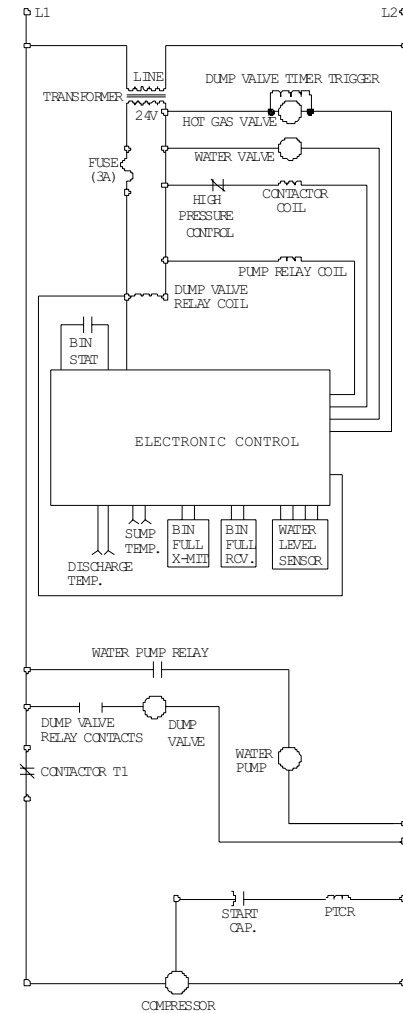 L1 L2
LINE
DUMP VALVE TIMER TRIGGER
TRANSFORMER
24V
HOT GAS VALVE
FUSE
(3A)
WATER VALVE
HIGH
PRESSURE
CONTROL
CONTACTOR
COIL
PUMP RELAY COIL
DUMP VALVE
RELAY COIL
BIN
STAT
ELECTRONIC CONTROL
SUMP
TEMP.
DISCHARGE
TEMP.
BIN
FULL
X-MIT
BIN
FULL
RCV.
WATER
LEVEL
SENSOR
WATER PUMP RELAY
DUMP VALVE
RELAY CONTACTS
DUMP
VALVE
WATER
PUMP
CONTACTOR T1
START
CAP.
PTCR
COMPRESSOR